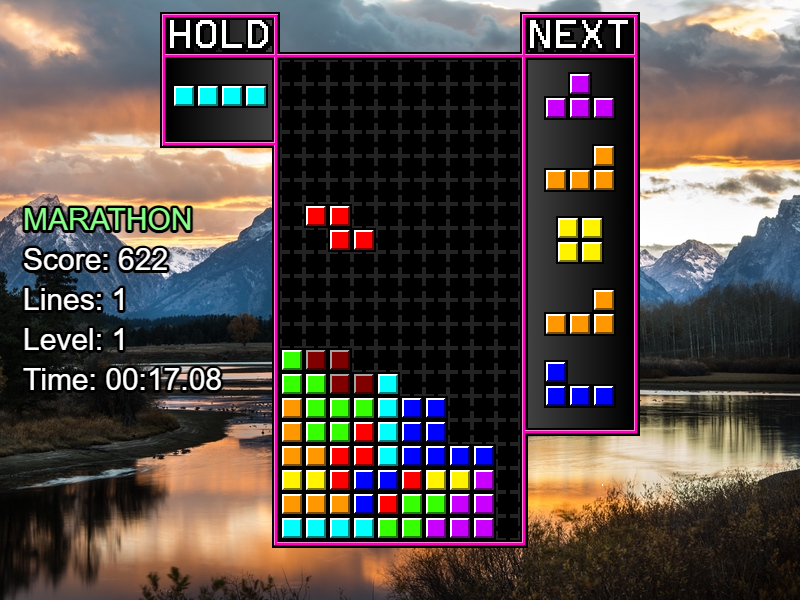 HOLD
NEXT
MARATHON
Score: 622
Lines: 1
Level: 1
Time: 00:17.08